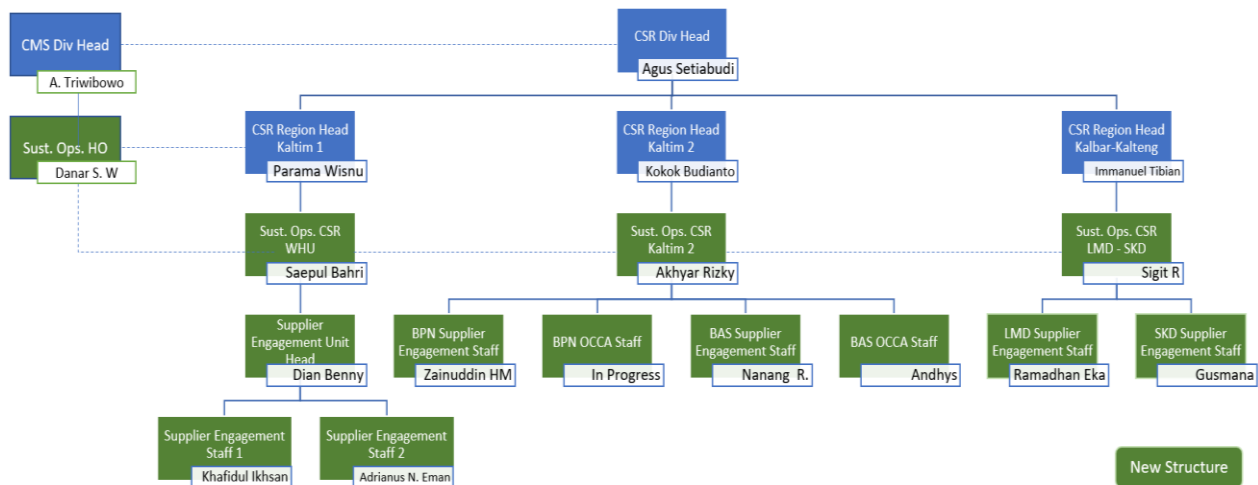 CMS Div Head
A. Triwibowo
CSR Div Head
Agus Setiabudi
Sust. Ops. HO
Danar S. W
CSR Region Head
Kaltim 1
Parama Wisnu
CSR Region Head
Kaltim 2
Kokok Budianto
CSR Region Head
Kalbar-Kalteng
Immanuel Tibian
Sust. Ops. CSR
WHU
Saepul Bahri
Sust. Ops. CSR
Kaltim 2
Akhyar Rizky
Sust. Ops. CSR
LMD - SKD
Sigit R
Supplier
Engagement Unit
Head
Dian Benny
BPN Supplier
Engagement Staff
Zainuddin HM
BPN OCCA Staff
In Progress
BAS Supplier
Engagement Staff
Nanang R.
BAS OCCA Staff
Andhys
LMD Supplier
Engagement Staff
Ramadhan Eka
SKD Supplier
Engagement Staff
Gusmana
Supplier Engagement
Staff 1
Khafidul Ikhsan
Supplier Engagement
Staff 2
Adrianus N. Eman
New Structure